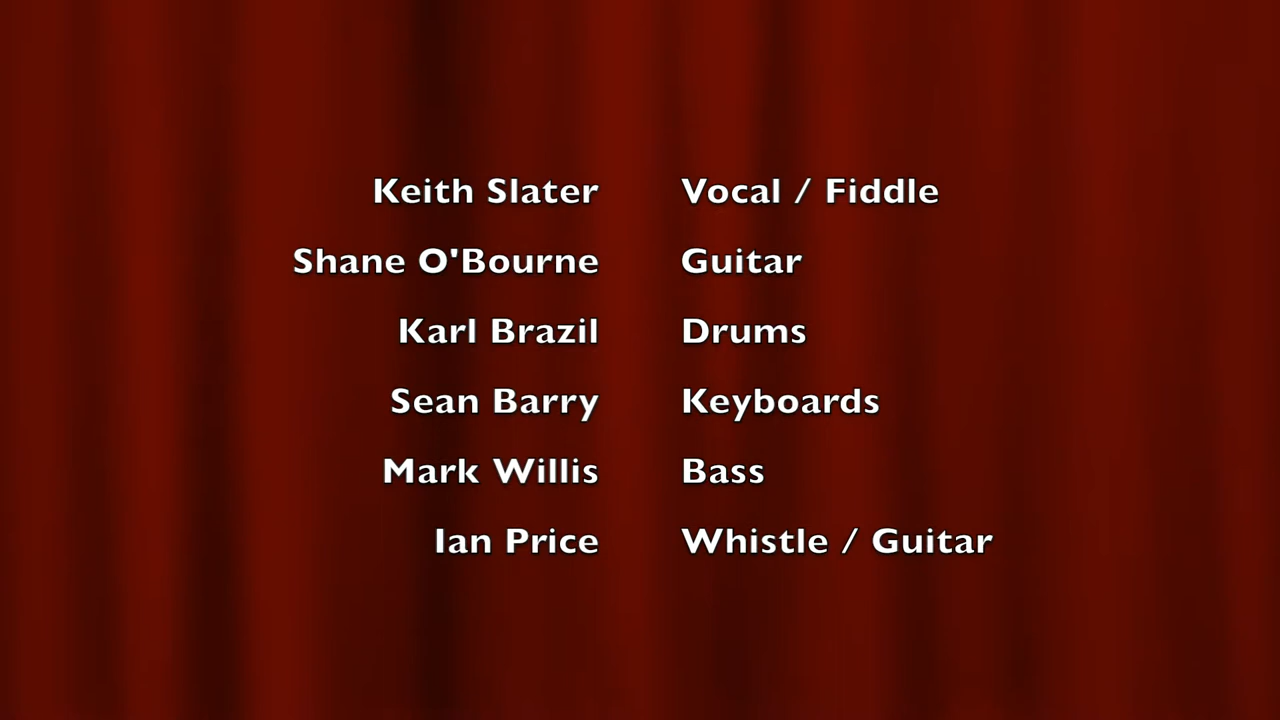 Keith Slater Vocal / Fiddle
Shane O'Bourne Guitar
Karl Brazil Drums
Sean Barry Keyboards
Mark Willis Bass
Ian Price Whistle / Guitar